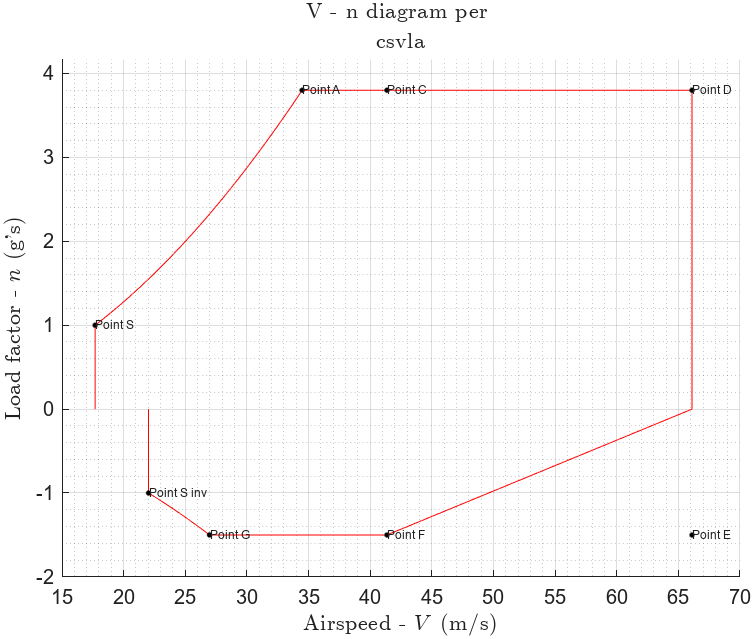 V - n diagram per
csvla
Load factor - n (g's)
4
3
2
1
0
-1
-2
Point A
Point C
Point D
Point S
Point S inv
Point G
Point F
Point E
15 20 25 30 35 40 45 50 55 60 65 70
Airspeed - V (m/s)